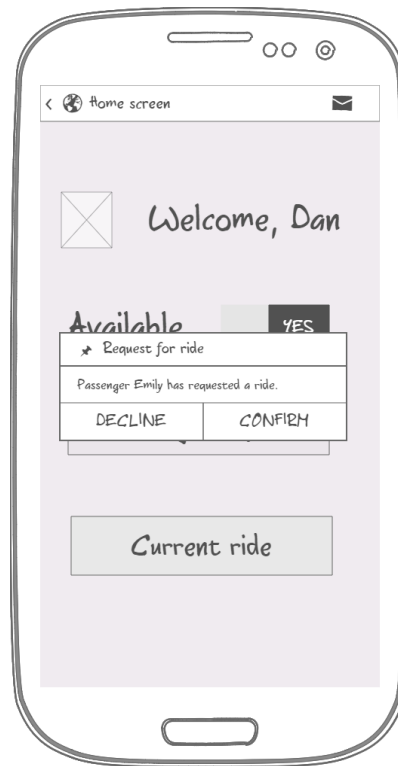 Home screen
Welcome, Dan
Available YES
Request for ride
Passenger Emily has requested a ride.
DECLINE CONFIRM
Current ride